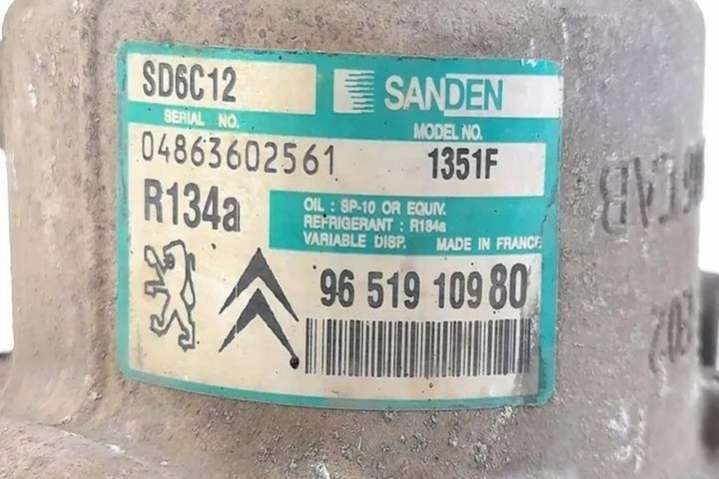 SD6C12
SANDEN
SERIAL NO.
MODEL NO.
04863602561
1351F
R134a
OIL : SP-10 OR EQUIV.
REFRIGERANT : R134a
VARIABLE DISP. MADE IN FRANCE
96 519 109 80